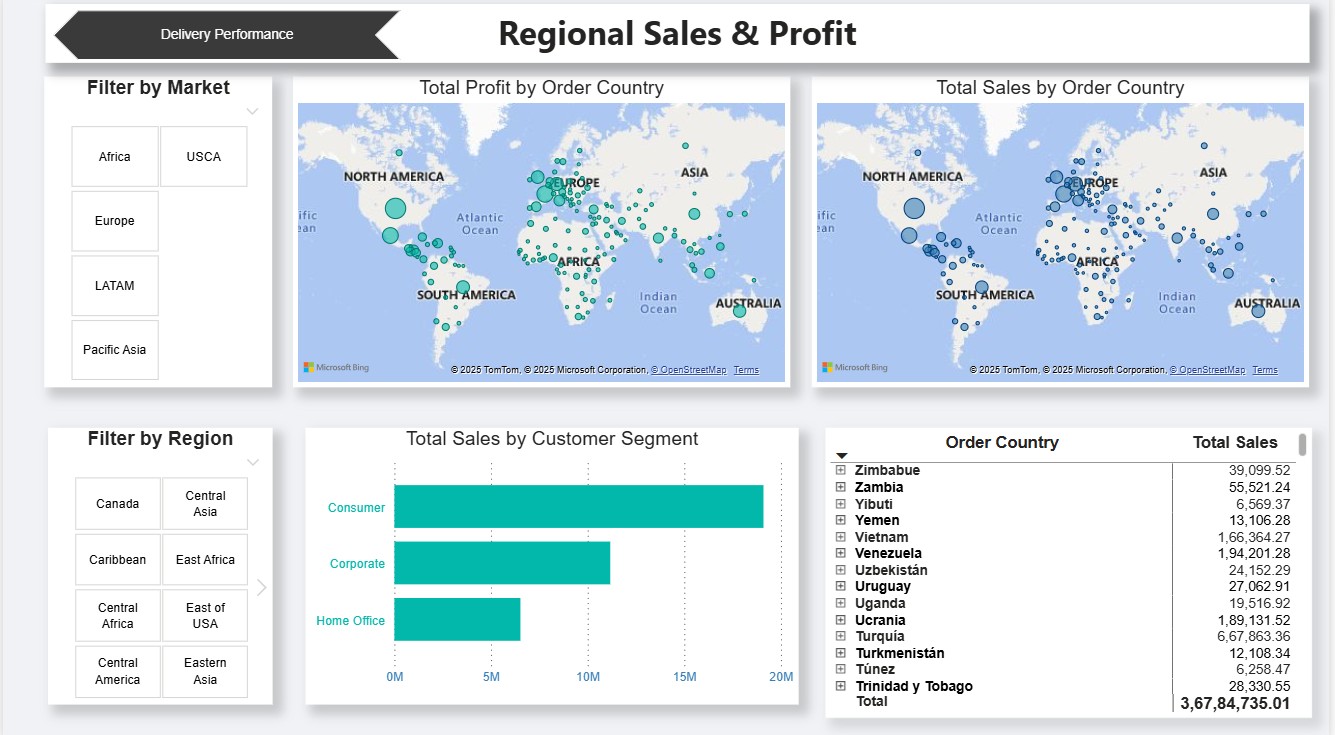 Delivery Performance
Regional Sales & Profit
Filter by Market
Africa
USCA
Europe
LATAM
Pacific Asia
Total Profit by Order Country
NORTH AMERICA
EUROPE
ASIA
ific
ean
Atlantic
Ocean
AFRICA
SOUTH AMERICA
Indian
Ocean
AUSTRALIA
Microsoft Bing
© 2025 TomTom, © 2025 Microsoft Corporation, © OpenStreetMap Terms
Total Sales by Order Country
NORTH AMERICA
EUROPE
ASIA
ific
ean
Atlantic
Ocean
AFRICA
SOUTH AMERICA
Indian
Ocean
AUSTRALIA
Microsoft Bing
© 2025 TomTom, © 2025 Microsoft Corporation, © OpenStreetMap Terms
Filter by Region
Canada
Central
Asia
Caribbean
East Africa
Central
Africa
East of
USA
Central
America
Eastern
Asia
Total Sales by Customer Segment
Consumer
Corporate
Home Office
0M 5M 10M 15M 20M
Order Country Total Sales
Zimbabue 39,099.52
Zambia 55,521.24
Yibuti 6,569.37
Yemen 13,106.28
Vietnam 1,66,364.27
Venezuela 1,94,201.28
Uzbekistán 24,152.29
Uruguay 27,062.91
Uganda 19,516.92
Ucrania 1,89,131.52
Turquía 6,67,863.36
Turkmenistán 12,108.34
Túnez 6,258.47
Trinidad y Tobago 28,330.55
Total 3,67,84,735.01